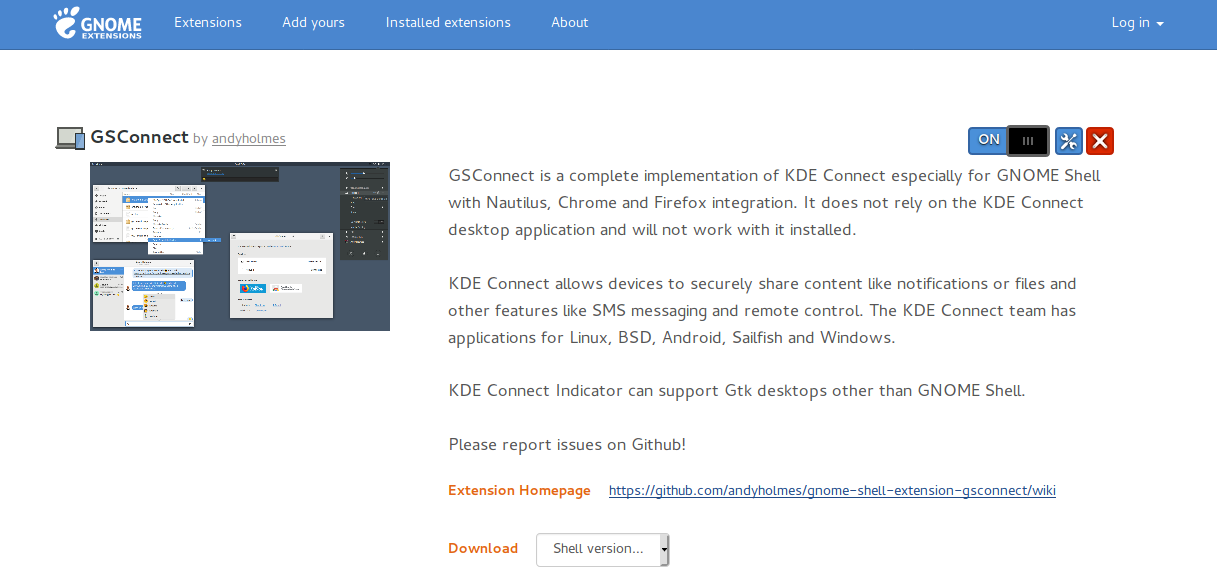 GNOME EXTENSIONS Extensions Add yours Installed extensions About Log in
GSConnect by andyholmes ON
GSConnect is a complete implementation of KDE Connect especially for GNOME Shell
with Nautilus, Chrome and Firefox integration. It does not rely on the KDE Connect
desktop application and will not work with it installed.
KDE Connect allows devices to securely share content like notifications or files and
other features like SMS messaging and remote control. The KDE Connect team has
applications for Linux, BSD, Android, Sailfish and Windows.
KDE Connect Indicator can support Gtk desktops other than GNOME Shell.
Please report issues on Github!
Extension Homepage https://github.com/andyholmes/gnome-shell-extension-gsconnect/wiki
Download Shell version...